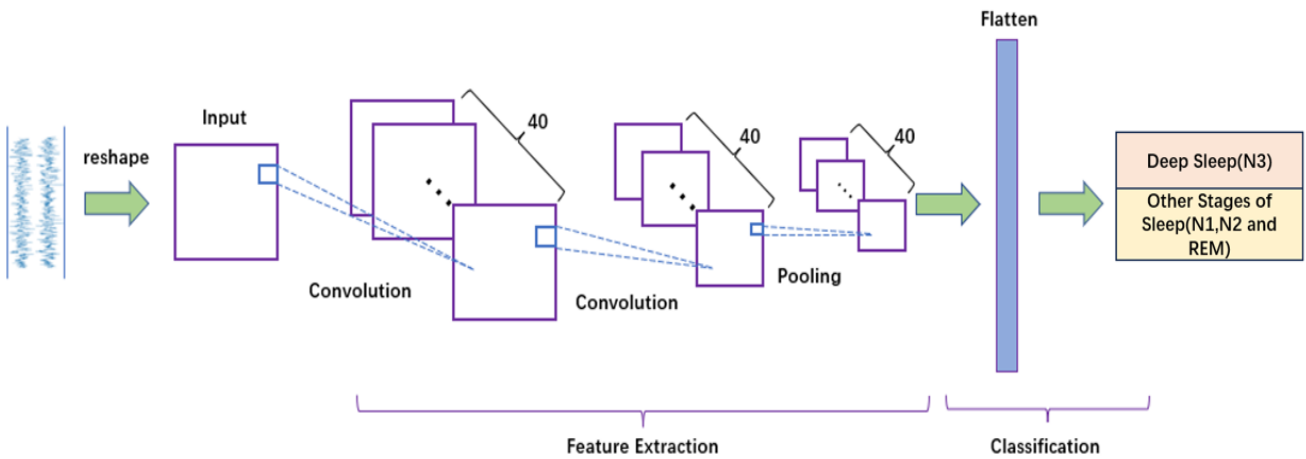 Flatten
Input
reshape
40
40
40
Convolution
Convolution
Pooling
Deep Sleep(N3)
Other Stages of
Sleep(N1,N2 and
REM)
Feature Extraction
Classification